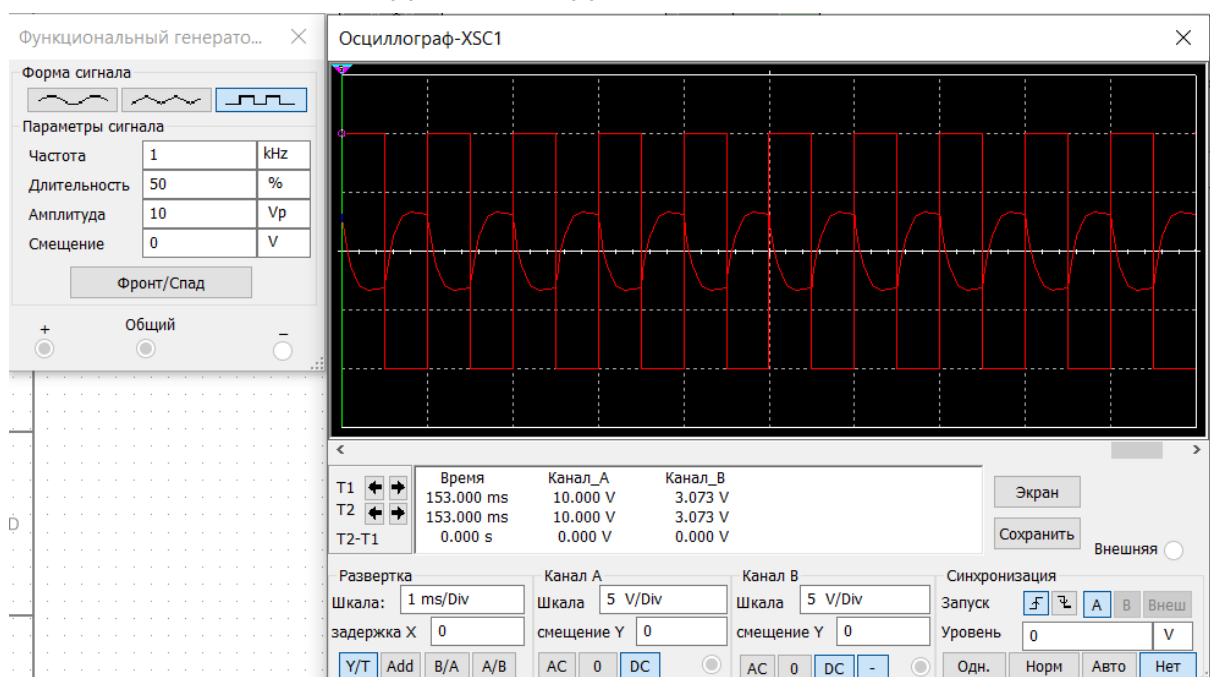 Функциональный генерато...
Форма сигнала
Параметры сигнала
Частота 1 kHz
Длительность 50 %
Амплитуда 10 Vp
Смещение 0 V
Фронт/Спад
+ Общий –
D
Осциллограф-XSC1
T1
T2
T2-T1
Время Канал_A Канал_B
153.000 ms 10.000 V 3.073 V
153.000 ms 10.000 V 3.073 V
0.000 s 0.000 V 0.000 V
Экран
Сохранить
Внешняя
Развертка
Шкала: 1 ms/Div
задержка X 0
Y/T Add B/A A/B
Канал A
Шкала 5 V/Div
смещение Y 0
AC 0 DC
Канал B
Шкала 5 V/Div
смещение Y 0
AC 0 DC -
Синхронизация
Запуск A B Внеш
Уровень 0 V
Одн. Норм Авто Нет